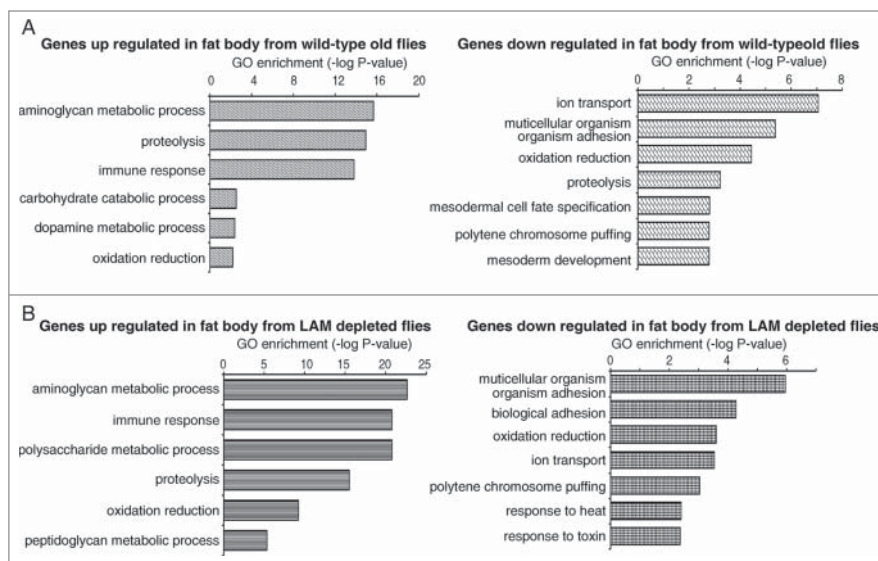 A
Genes up regulated in fat body from wild-type old flies
GO enrichment (-log P-value)
0 4 8 12 16 20
aminoglycan metabolic process
proteolysis
immune response
carbohydrate catabolic process
dopamine metabolic process
oxidation reduction
Genes down regulated in fat body from wild-typeold flies
GO enrichment (-log P-value)
0 2 4 6 8
ion transport
muticellular organism
organism adhesion
oxidation reduction
proteolysis
mesodermal cell fate specification
polytene chromosome puffing
mesoderm development
B
Genes up regulated in fat body from LAM depleted flies
GO enrichment (-log P-value)
0 5 10 15 20 25
aminoglycan metabolic process
immune response
polysaccharide metabolic process
proteolysis
oxidation reduction
peptidoglycan metabolic process
Genes down regulated in fat body from LAM depleted flies
GO enrichment (-log P-value)
0 2 4 6
muticellular organism
organism adhesion
biological adhesion
oxidation reduction
ion transport
polytene chromosome puffing
response to heat
response to toxin